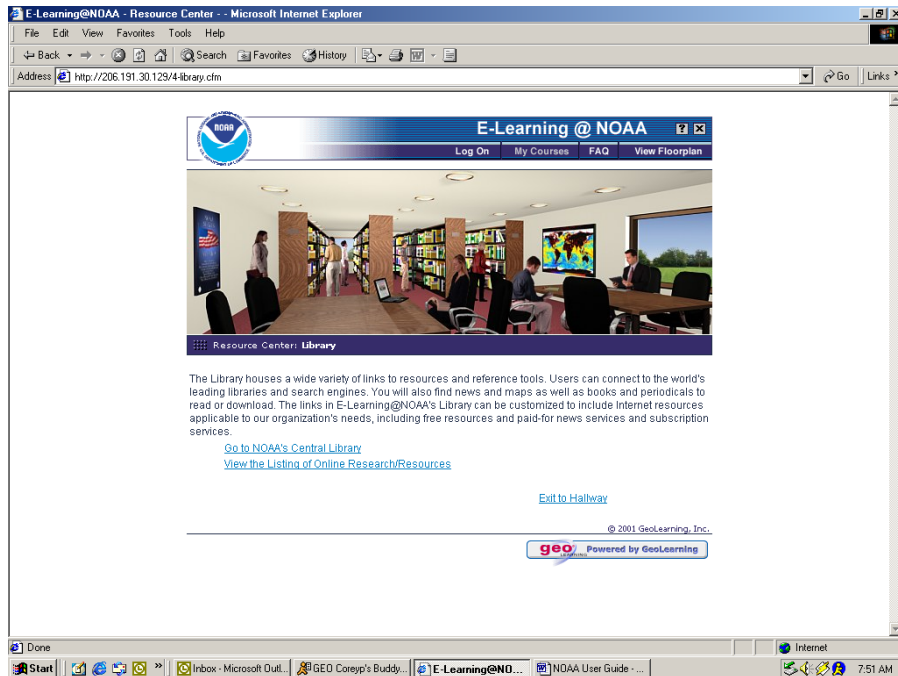 E-Learning@NOAA - Resource Center - - Microsoft Internet Explorer
File Edit View Favorites Tools Help
Back Search Favorites History
Address http://206.191.30.129/4-library.cfm Go Links
NOAA
E-Learning @ NOAA
Log On My Courses FAQ View Floorplan
Resource Center: Library
The Library houses a wide variety of links to resources and reference tools. Users can connect to the world's
leading libraries and search engines. You will also find news and maps as well as books and periodicals to
read or download. The links in E-Learning@NOAA's Library can be customized to include Internet resources
applicable to our organization's needs, including free resources and paid-for news services and subscription
services.
Go to NOAA's Central Library
View the Listing of Online Research/Resources
Exit to Hallway
© 2001 GeoLearning, Inc.
geo LEARNING Powered by GeoLearning
Done Internet
Start Inbox - Microsoft Outl... GEO Coreyp's Buddy... E-Learning@NO... NOAA User Guide - ... 7:51 AM